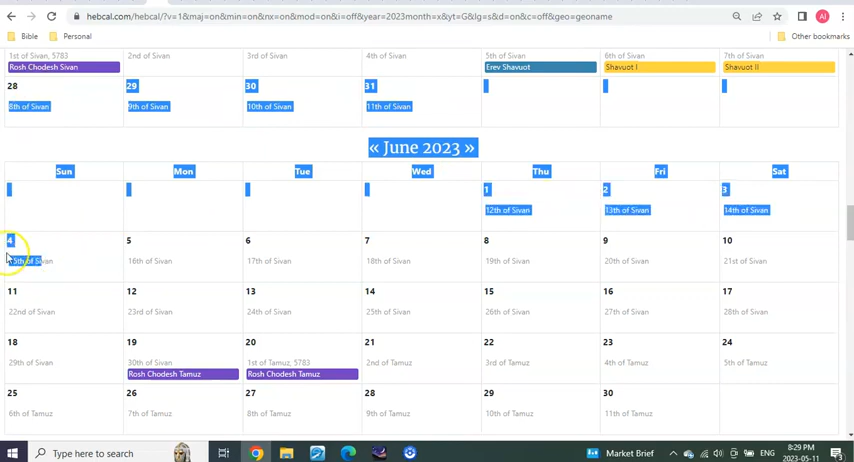 hebcal.com/hebcal/?v=1&maj=on&min=on&nx=on&mod=on&i=off&year=2023month=x&yt=G&lg=s&d=on&c=off&geo=geoname
AI
Bible Personal Other bookmarks
1st of Sivan, 5783 2nd of Sivan 3rd of Sivan 4th of Sivan 5th of Sivan 6th of Sivan 7th of Sivan
Rosh Chodesh Sivan Erev Shavuot Shavuot I Shavuot II
28 29 30 31
8th of Sivan 9th of Sivan 10th of Sivan 11th of Sivan
« June 2023 »
Sun Mon Tue Wed Thu Fri Sat
1 2 3
12th of Sivan 13th of Sivan 14th of Sivan
4 5 6 7 8 9 10
15th of Sivan 16th of Sivan 17th of Sivan 18th of Sivan 19th of Sivan 20th of Sivan 21st of Sivan
11 12 13 14 15 16 17
22nd of Sivan 23rd of Sivan 24th of Sivan 25th of Sivan 26th of Sivan 27th of Sivan 28th of Sivan
18 19 20 21 22 23 24
29th of Sivan 30th of Sivan 1st of Tamuz, 5783 2nd of Tamuz 3rd of Tamuz 4th of Tamuz 5th of Tamuz
Rosh Chodesh Tamuz Rosh Chodesh Tamuz
25 26 27 28 29 30
6th of Tamuz 7th of Tamuz 8th of Tamuz 9th of Tamuz 10th of Tamuz 11th of Tamuz
Type here to search Market Brief ENG 8:29 PM
2023-05-11
3